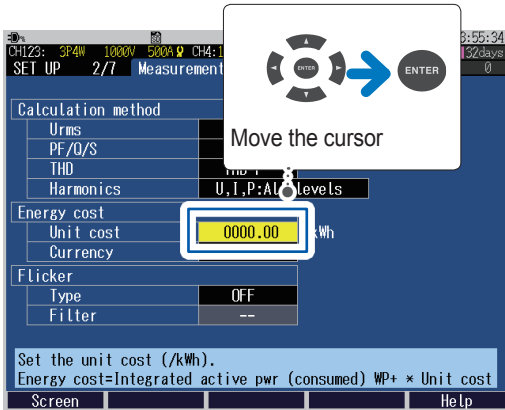 3:55:34
CH123: 3P4W 1000V 500A CH4:1
32days
SET UP 2/7 Measurement
0
ENTER
ENTER
Move the cursor
Calculation method
Urms
PF/Q/S
THD
Harmonics U,I,P:All levels
Energy cost
Unit cost 0000.00 /kWh
Currency
Flicker
Type OFF
Filter --
Set the unit cost (/kWh).
Energy cost=Integrated active pwr (consumed) WP+ * Unit cost
Screen Help